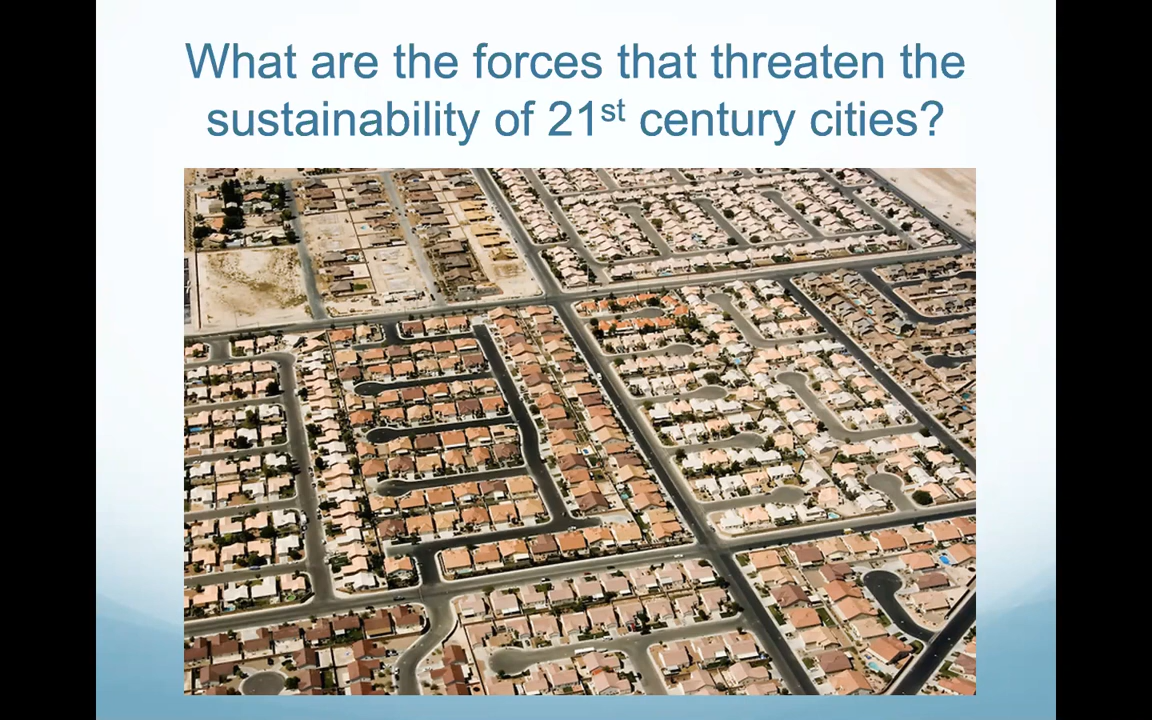 What are the forces that threaten the
sustainability of 21st century cities?